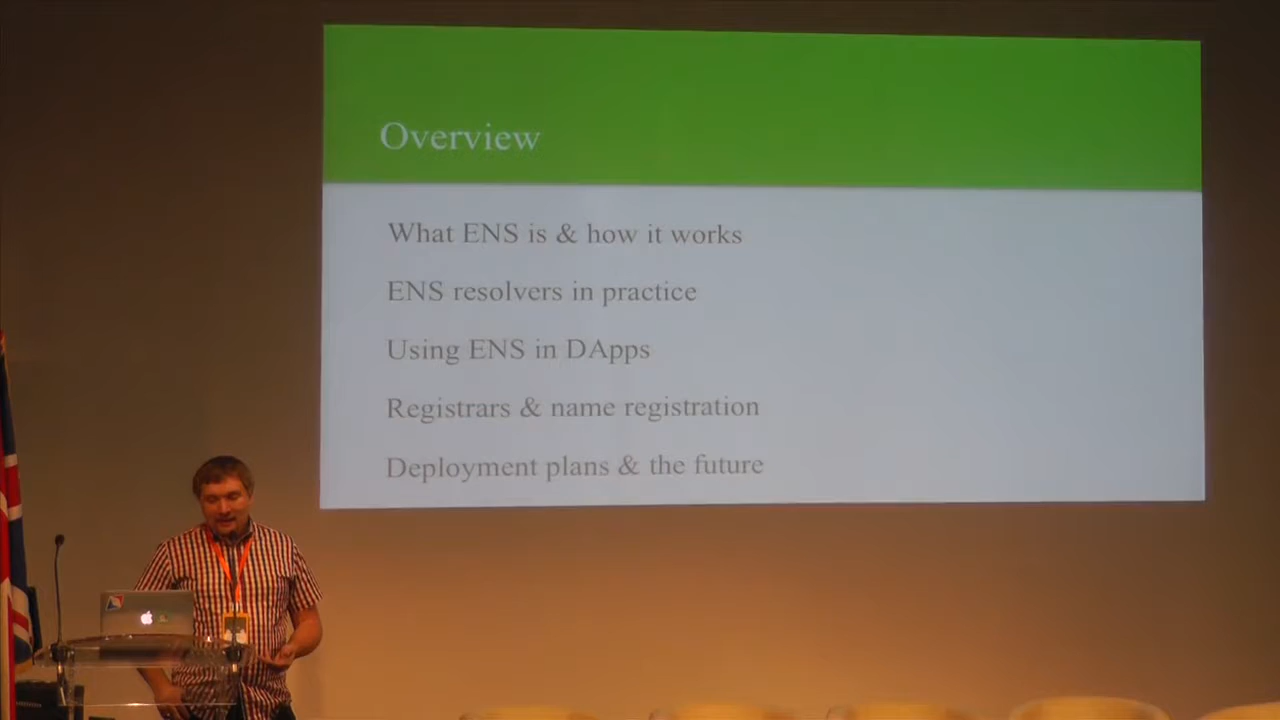 Overview
What ENS is & how it works
ENS resolvers in practice
Using ENS in DApps
Registrars & name registration
Deployment plans & the future